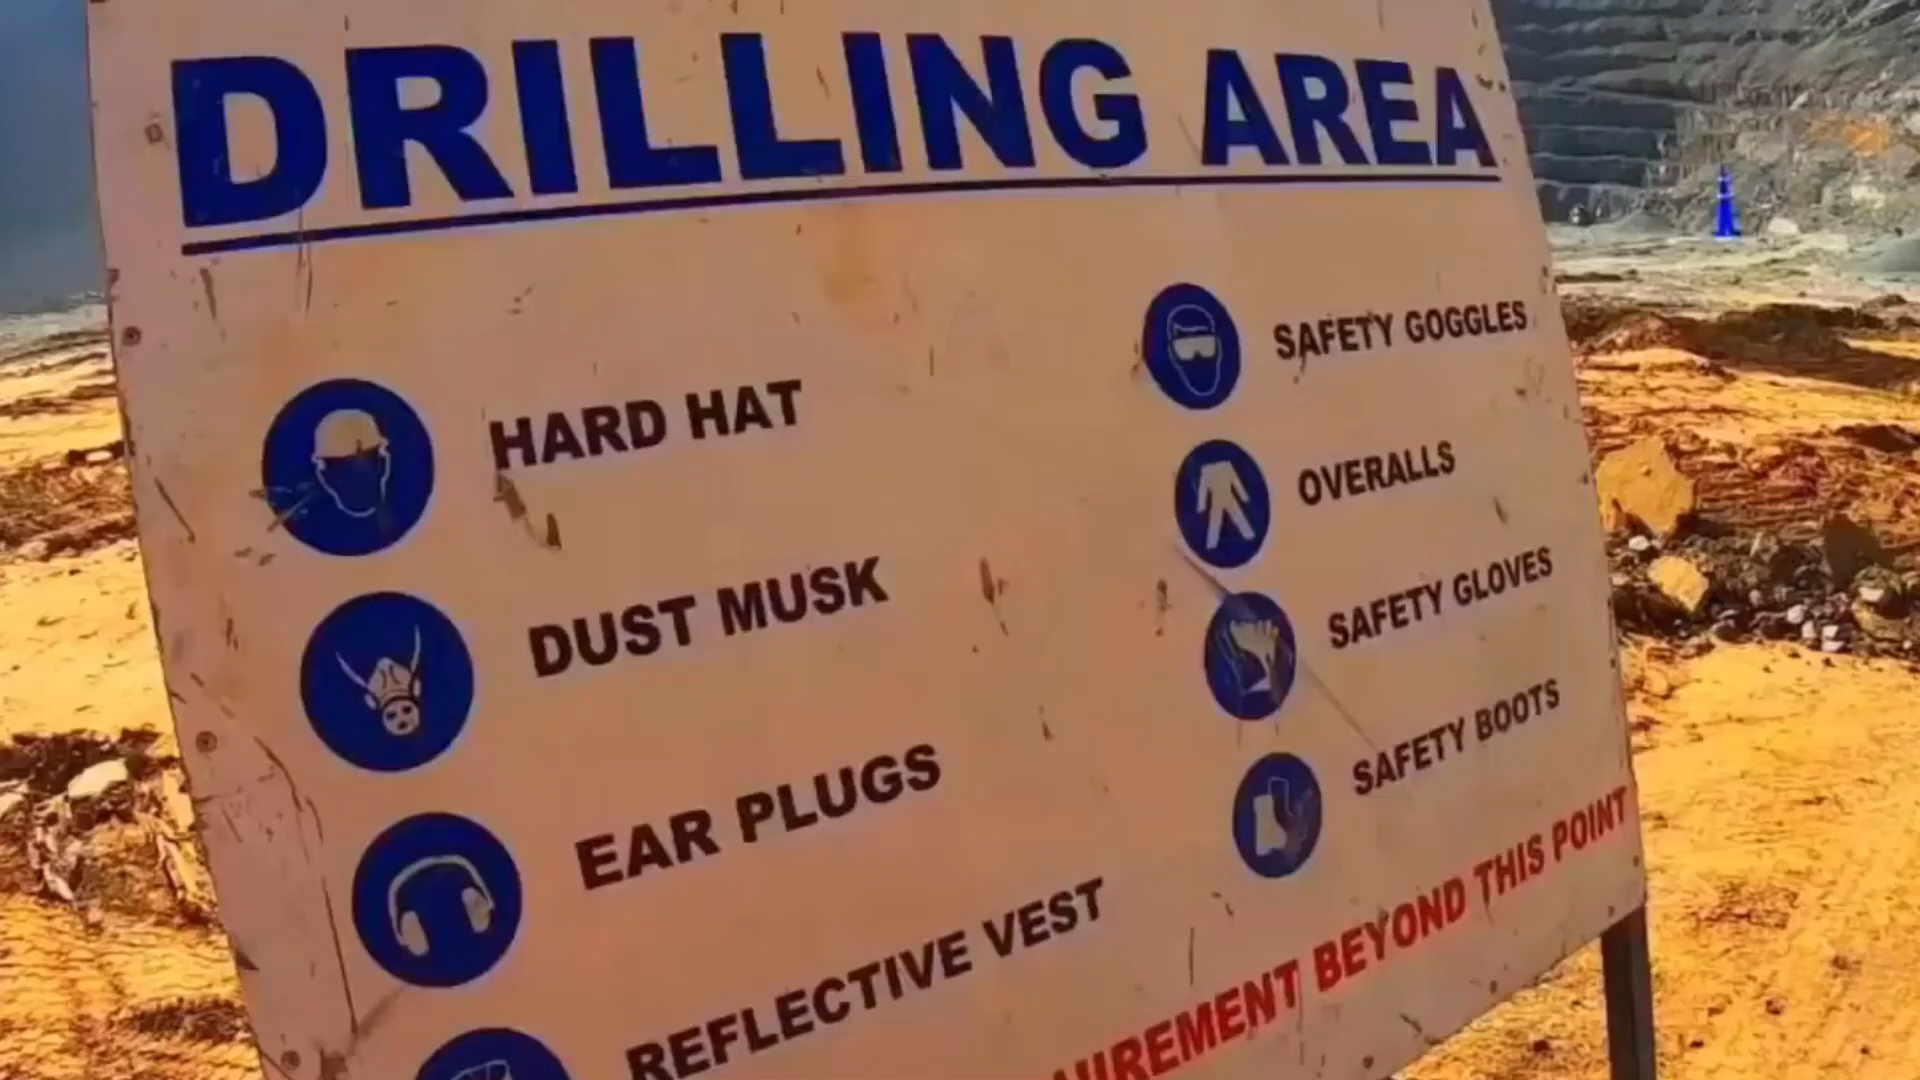 DRILLING AREA
HARD HAT
DUST MUSK
EAR PLUGS
REFLECTIVE VEST
SAFETY GOGGLES
OVERALLS
SAFETY GLOVES
SAFETY BOOTS
BEYOND THIS POINT